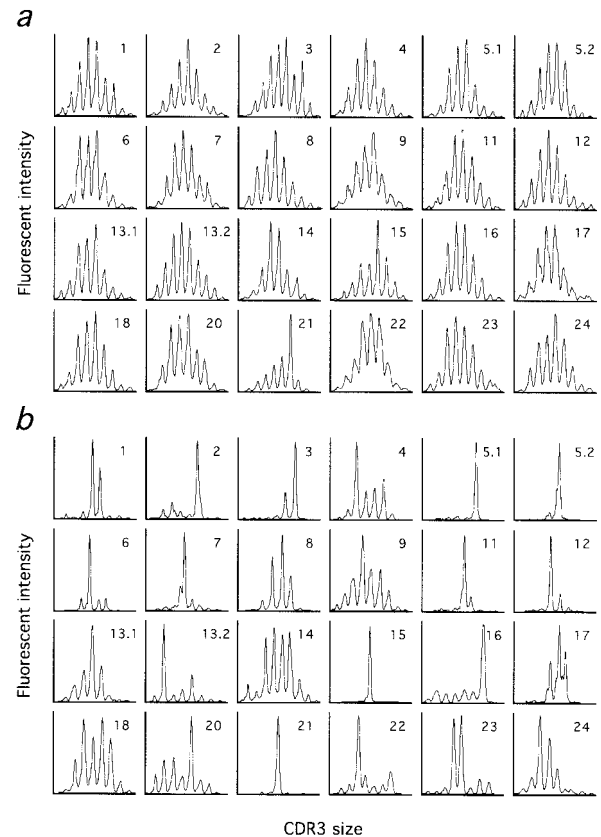 a
1 2 3 4 5.1 5.2
6 7 8 9 11 12
13.1 13.2 14 15 16 17
18 20 21 22 23 24
Fluorescent intensity
b
1 2 3 4 5.1 5.2
6 7 8 9 11 12
13.1 13.2 14 15 16 17
18 20 21 22 23 24
Fluorescent intensity
CDR3 size